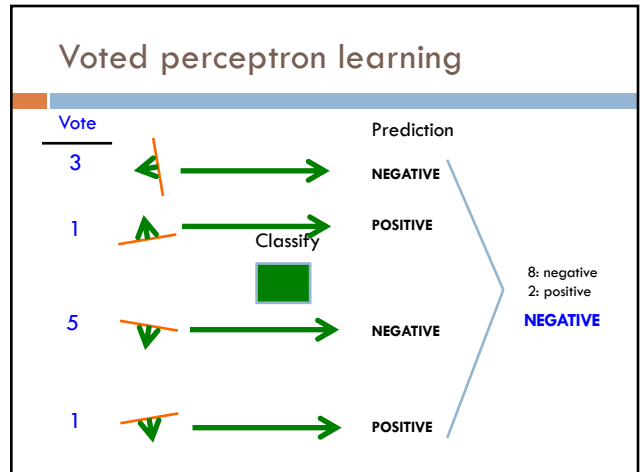 Voted perceptron learning
Vote
Prediction
3
NEGATIVE
1
POSITIVE
Classify
8: negative
2: positive
NEGATIVE
5
NEGATIVE
1
POSITIVE